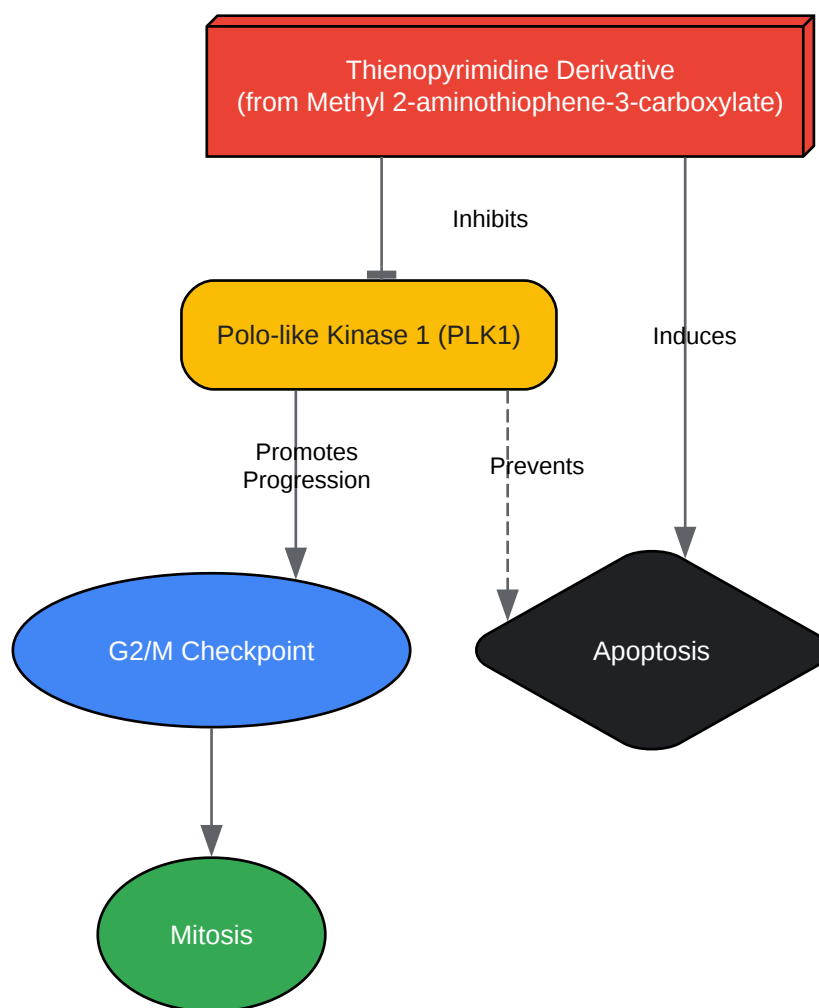 Thienopyrimidine Derivative
(from Methyl 2-aminothiophene-3-carboxylate)
Inhibits
Polo-like Kinase 1 (PLK1)
Induces
Promotes
Progression
Prevents
G2/M Checkpoint
Apoptosis
Mitosis